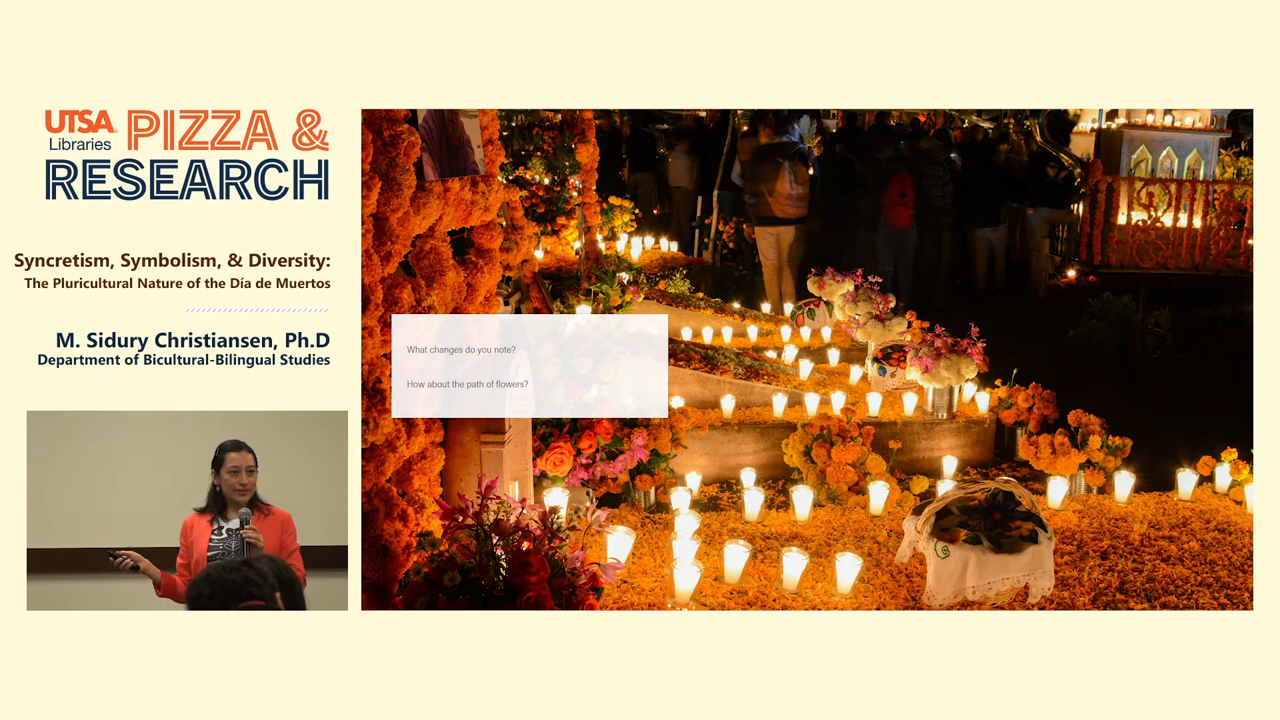 UTSA
Libraries
PIZZA &
RESEARCH
Syncretism, Symbolism, & Diversity:
The Pluricultural Nature of the Día de Muertos
M. Sidury Christiansen, Ph.D
Department of Bicultural-Bilingual Studies
What changes do you note?
How about the path of flowers?